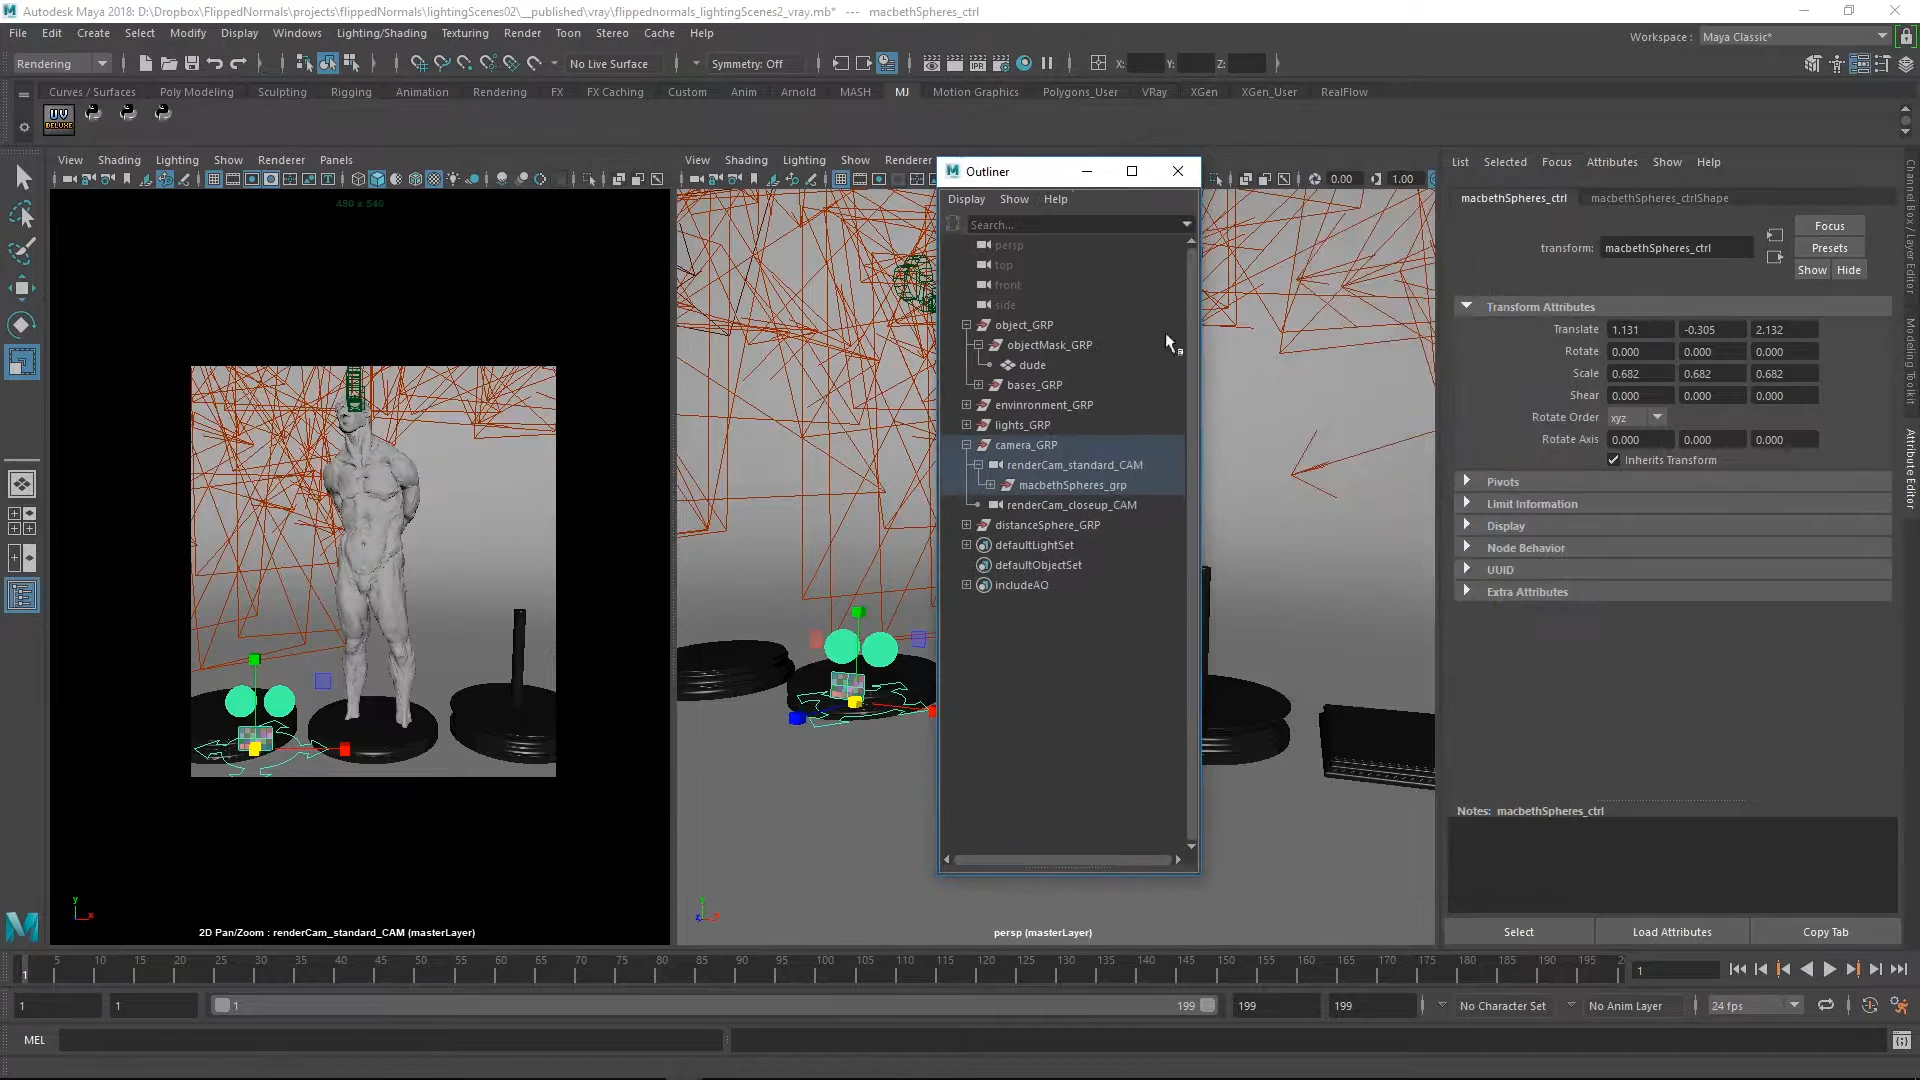 Autodesk Maya 2018: D:\Dropbox\FlippedNormals\projects\flippedNormals\lightingScenes02\__published\vray\flippednormals_lightingScenes2_vray.mb* --- macbethSpheres_ctrl
File Edit Create Select Modify Display Windows Lighting/Shading Texturing Render Toon Stereo Cache Help
Workspace : Maya Classic*
Rendering No Live Surface Symmetry: Off X: Y: Z:
Curves / Surfaces Poly Modeling Sculpting Rigging Animation Rendering FX FX Caching Custom Anim Arnold MASH MJ Motion Graphics Polygons_User VRay XGen XGen_User RealFlow
UV
DELUXE
View Shading Lighting Show Renderer Panels
480 x 540
2D Pan/Zoom : renderCam_standard_CAM (masterLayer)
View Shading Lighting Show Renderer
0.00 1.00
persp (masterLayer)
Outliner
Display Show Help
Search...
persp
top
front
side
object_GRP
objectMask_GRP
dude
bases_GRP
envinronment_GRP
lights_GRP
camera_GRP
renderCam_standard_CAM
macbethSpheres_grp
renderCam_closeup_CAM
distanceSphere_GRP
defaultLightSet
defaultObjectSet
includeAO
List Selected Focus Attributes Show Help
macbethSpheres_ctrl macbethSpheres_ctrlShape
Focus
transform: macbethSpheres_ctrl Presets
Show Hide
Transform Attributes
Translate 1.131 -0.305 2.132
Rotate 0.000 0.000 0.000
Scale 0.682 0.682 0.682
Shear 0.000 0.000 0.000
Rotate Order xyz
Rotate Axis 0.000 0.000 0.000
Inherits Transform
Pivots
Limit Information
Display
Node Behavior
UUID
Extra Attributes
Notes: macbethSpheres_ctrl
Select Load Attributes Copy Tab
Channel Box / Layer Editor
Modeling Toolkit
Attribute Editor
5 10 15 20 25 30 35 40 45 50 55 60 65 70 75 80 85 90 95 100 105 110 115 120 125 130 135 140 145 150 155 160 165 170 175 180 185 190 195 2
1 1
1 1 1 199 199 199 No Character Set No Anim Layer 24 fps
MEL